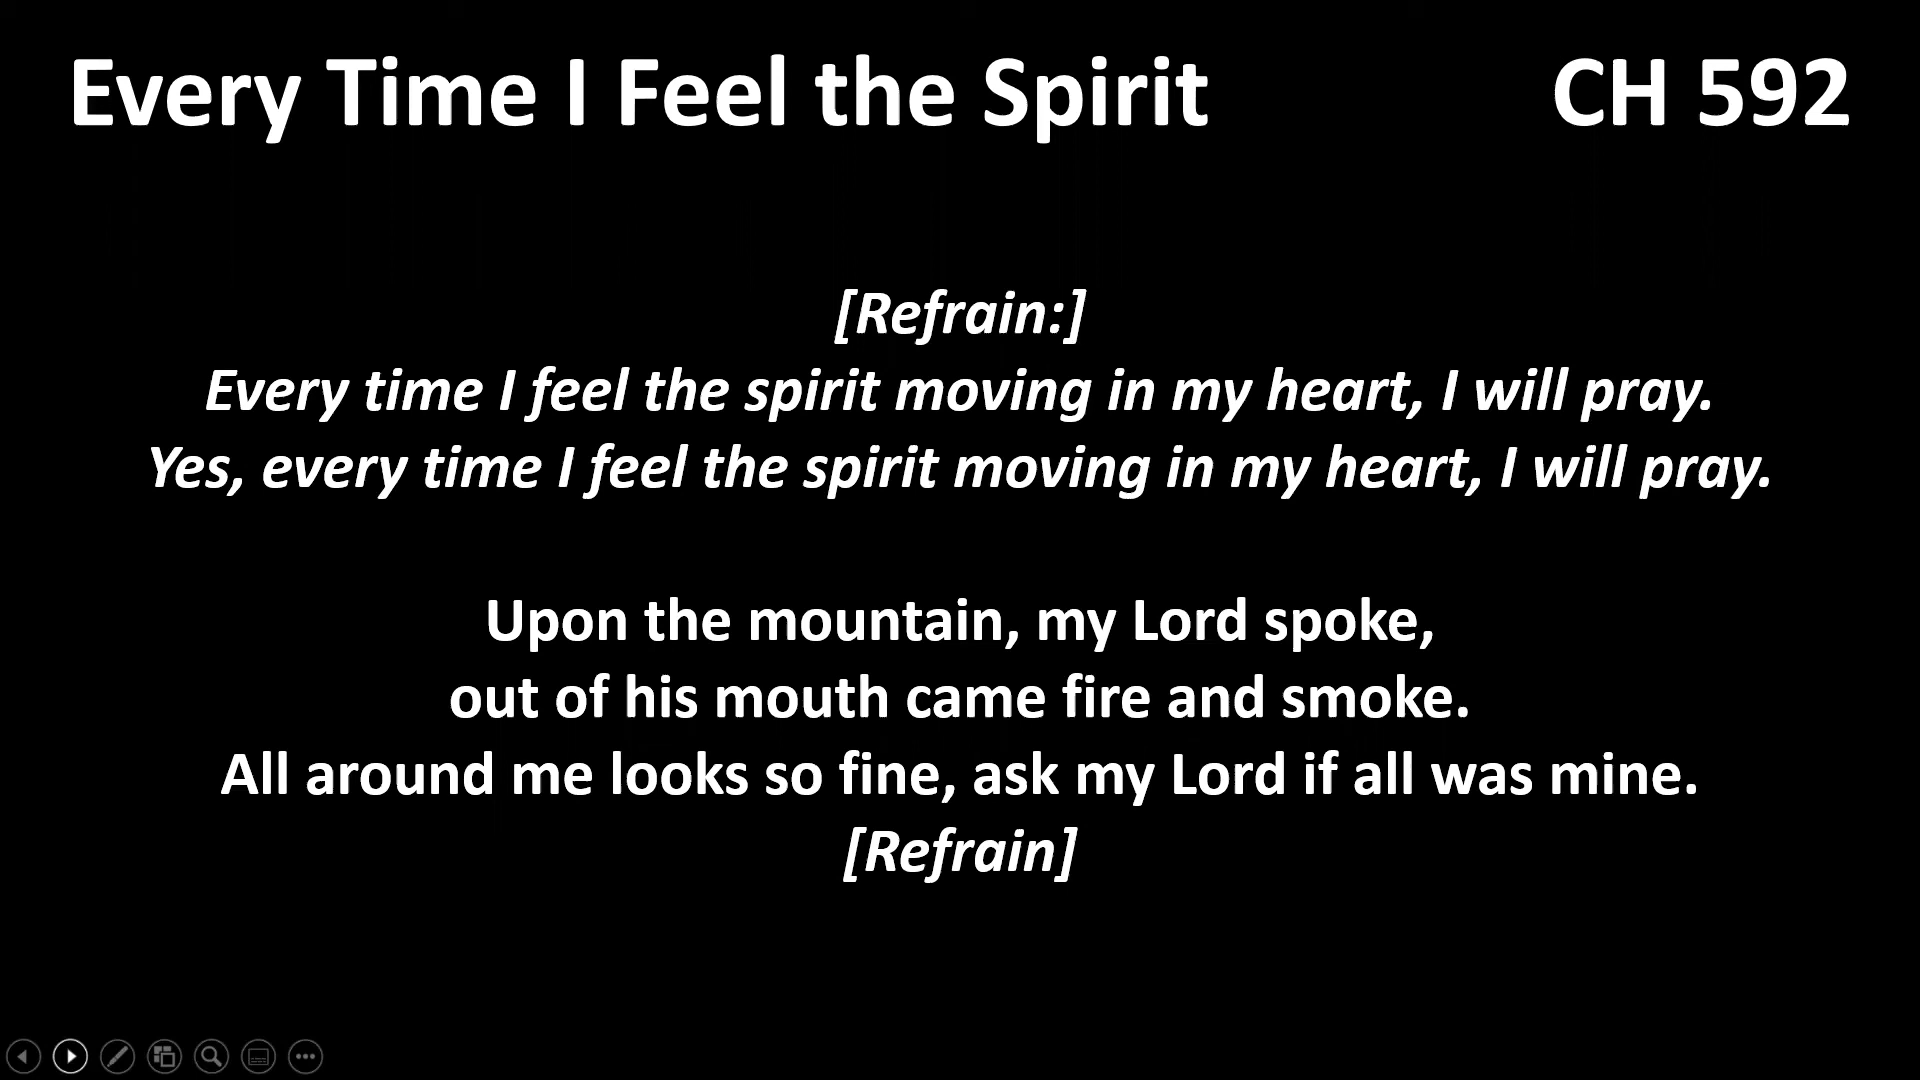 Every Time I Feel the Spirit CH 592
[Refrain:]
Every time I feel the spirit moving in my heart, I will pray.
Yes, every time I feel the spirit moving in my heart, I will pray.
Upon the mountain, my Lord spoke,
out of his mouth came fire and smoke.
All around me looks so fine, ask my Lord if all was mine.
[Refrain]